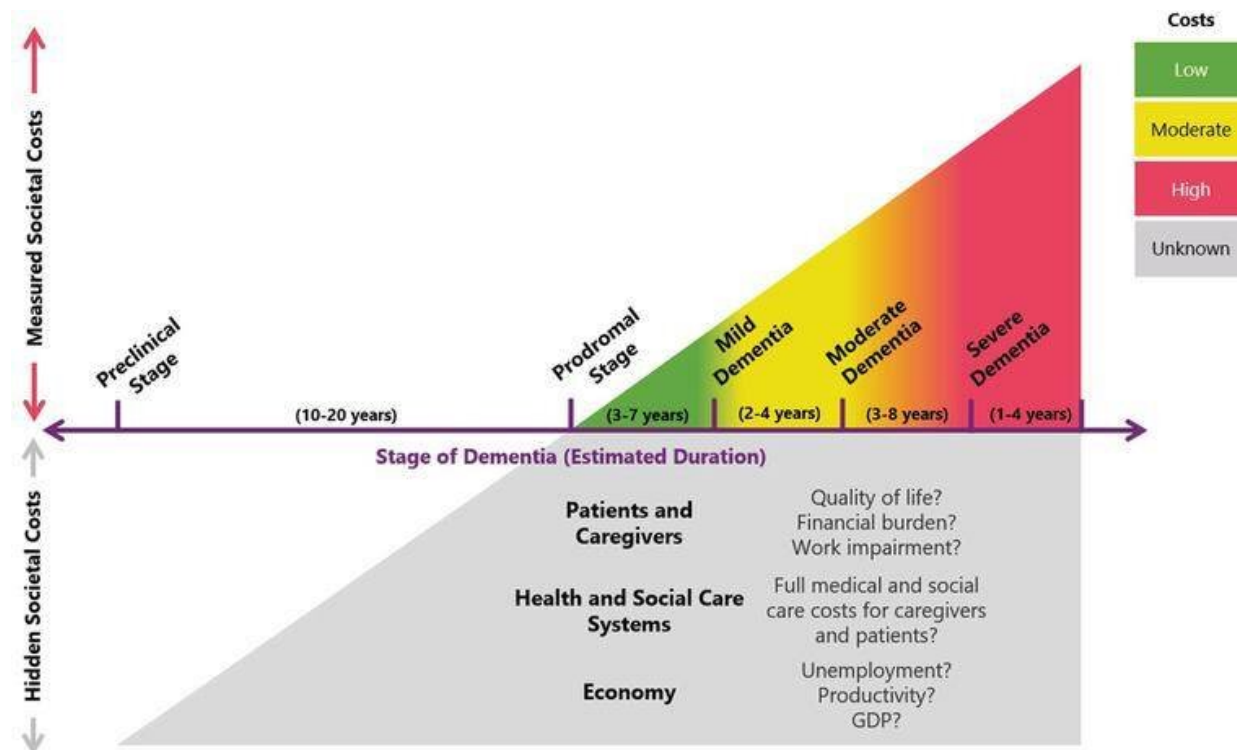 Costs
Low
Moderate
High
Unknown
Measured Societal Costs
Hidden Societal Costs
Preclinical
Stage
Prodromal
Stage
Mild
Dementia
Moderate
Dementia
Severe
Dementia
(10-20 years)
(3-7 years)
(2-4 years)
(3-8 years)
(1-4 years)
Stage of Dementia (Estimated Duration)
Patients and
Caregivers
Quality of life?
Financial burden?
Work impairment?
Health and Social Care
Systems
Full medical and social
care costs for caregivers
and patients?
Economy
Unemployment?
Productivity?
GDP?